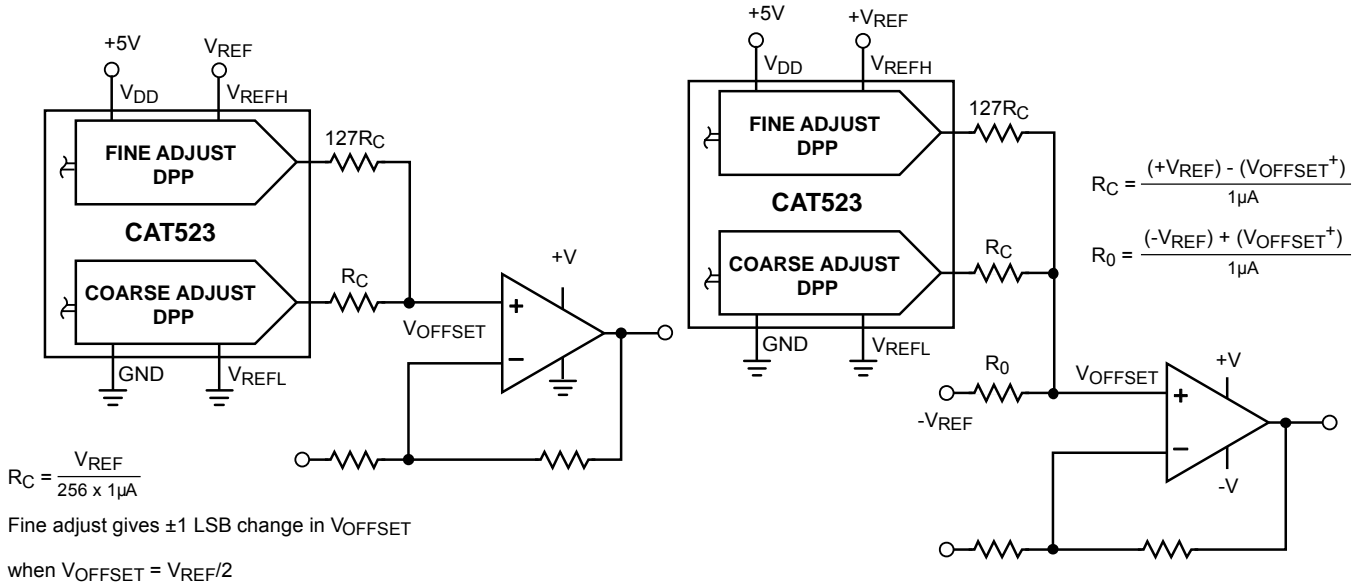 +5V
VREF
VDD
VREFH
FINE ADJUST
DPP
127RC
CAT523
COARSE ADJUST
DPP
RC
+V
+
VOFFSET
–
GND
VREFL
RC = VREF
256 x 1µA
Fine adjust gives ±1 LSB change in VOFFSET
when VOFFSET = VREF/2
+5V
+VREF
VDD
VREFH
FINE ADJUST
DPP
127RC
CAT523
COARSE ADJUST
DPP
RC
GND
VREFL
RC = (+VREF) - (VOFFSET+)
1µA
R0 = (-VREF) + (VOFFSET+)
1µA
R0
-VREF
VOFFSET
+V
+
–
-V